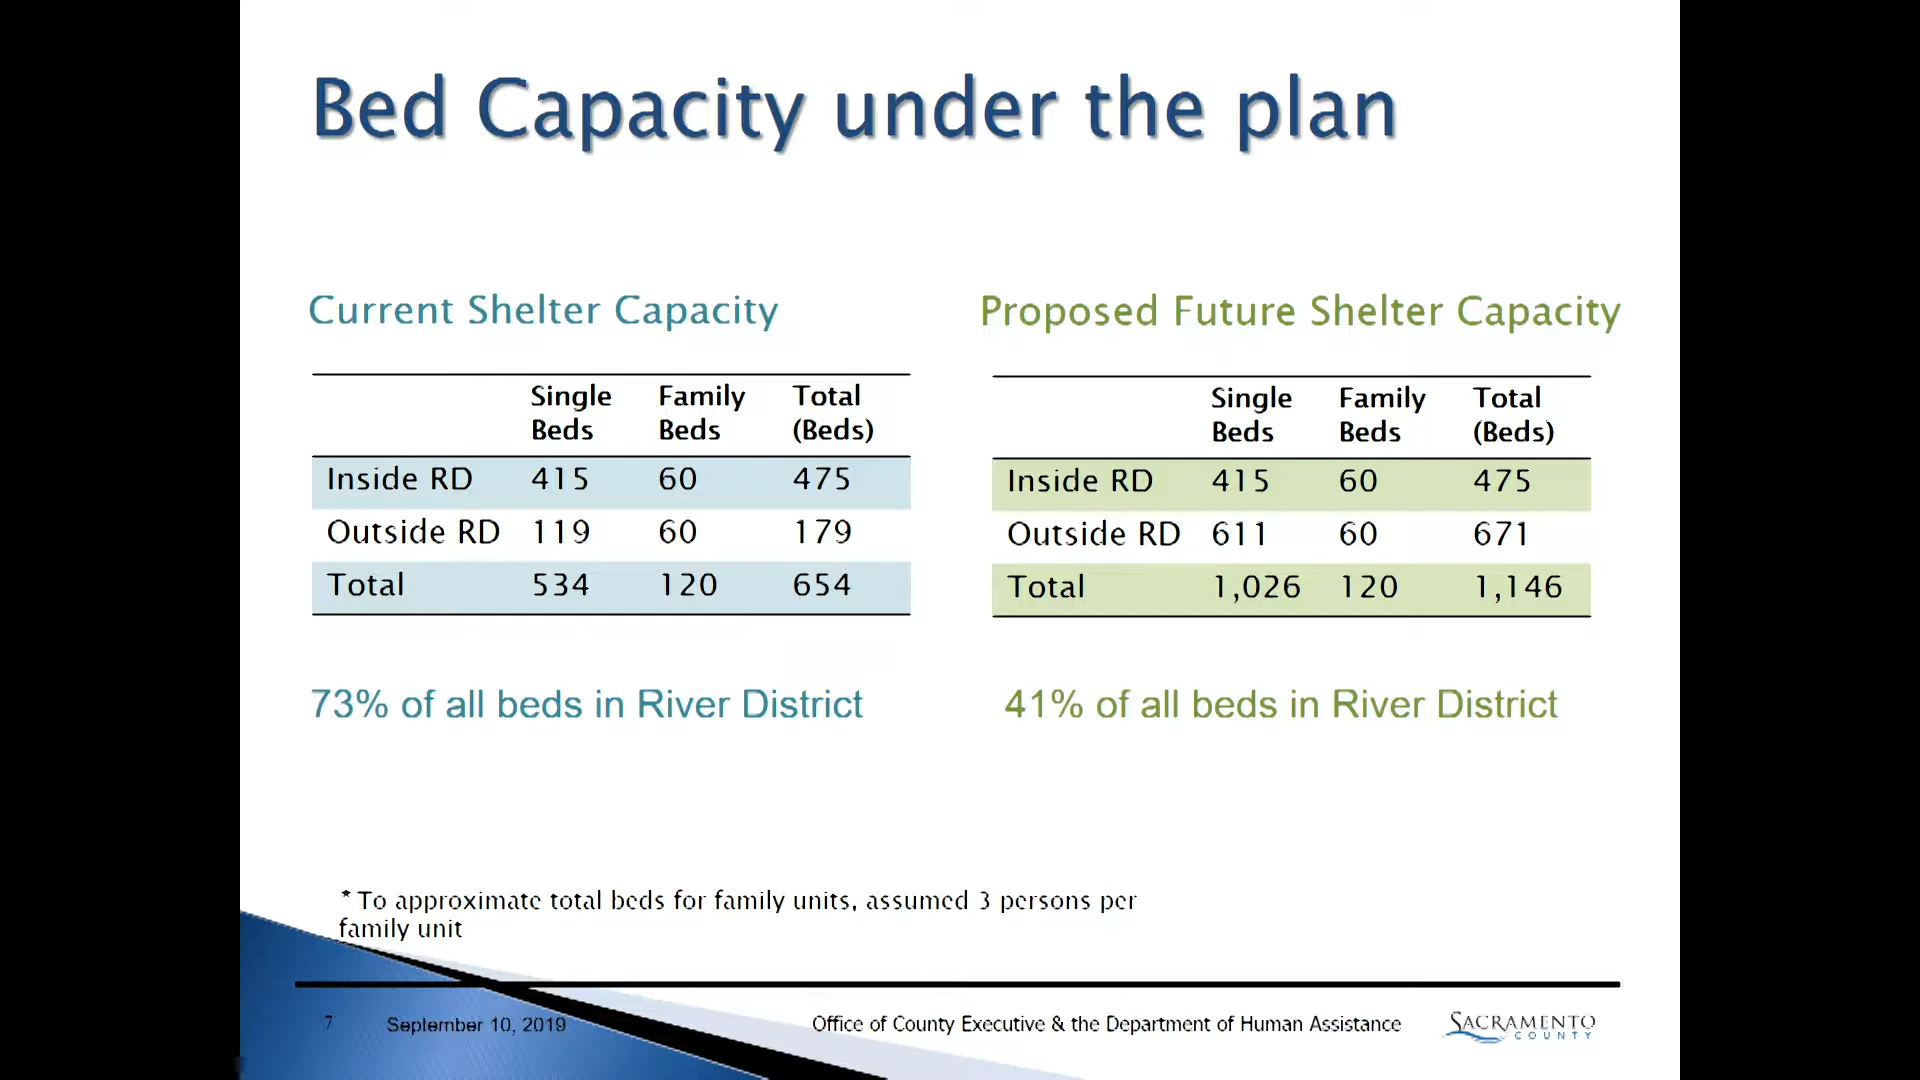 Bed Capacity under the plan
Current Shelter Capacity
Single Family Total
Beds Beds (Beds)
Inside RD 415 60 475
Outside RD 119 60 179
Total 534 120 654
73% of all beds in River District
Proposed Future Shelter Capacity
Single Family Total
Beds Beds (Beds)
Inside RD 415 60 475
Outside RD 611 60 671
Total 1,026 120 1,146
41% of all beds in River District
* To approximate total beds for family units, assumed 3 persons per
family unit
7 September 10, 2019 Office of County Executive & the Department of Human Assistance
SACRAMENTO
COUNTY